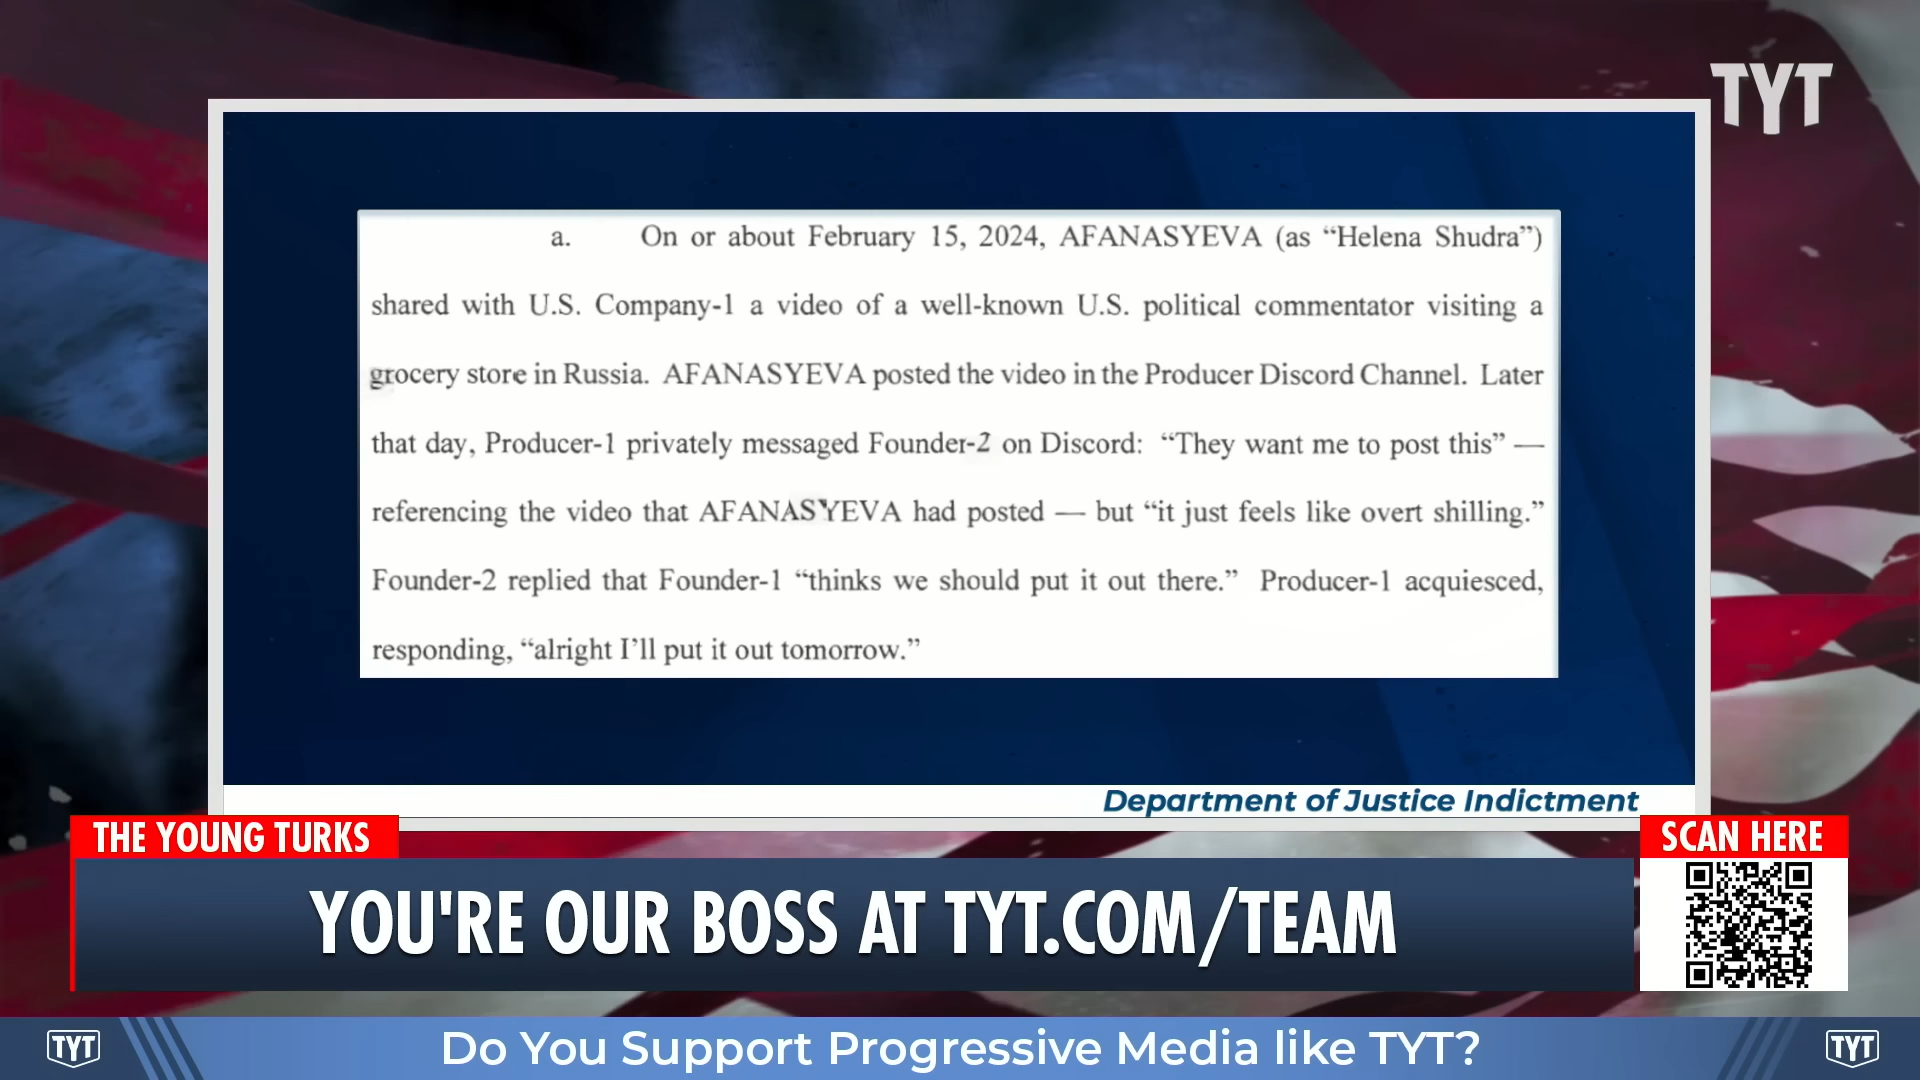 TYT
a. On or about February 15, 2024, AFANASYEVA (as “Helena Shudra”)
shared with U.S. Company-1 a video of a well-known U.S. political commentator visiting a
grocery store in Russia. AFANASYEVA posted the video in the Producer Discord Channel. Later
that day, Producer-1 privately messaged Founder-2 on Discord: “They want me to post this” —
referencing the video that AFANASYEVA had posted — but “it just feels like overt shilling.”
Founder-2 replied that Founder-1 “thinks we should put it out there.” Producer-1 acquiesced,
responding, “alright I’ll put it out tomorrow.”
Department of Justice Indictment
THE YOUNG TURKS
SCAN HERE
YOU'RE OUR BOSS AT TYT.COM/TEAM
TYT
Do You Support Progressive Media like TYT?
TYT